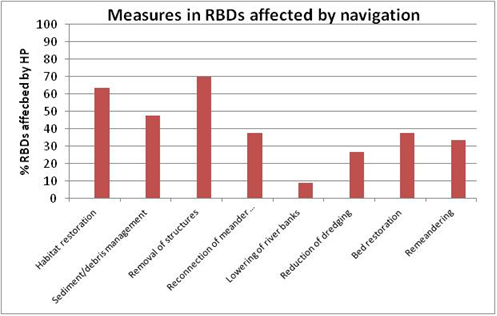 Measures in RBDs affected by navigation
%RBDs affecbed by HP
100
90
80
70
60
50
40
30
20
10
0
Habitat restoration
Sediment/debris management
Removal of structures
Reconnection of meander...
Lowering of river banks
Reduction of dredging
Bed restoration
Remeandering